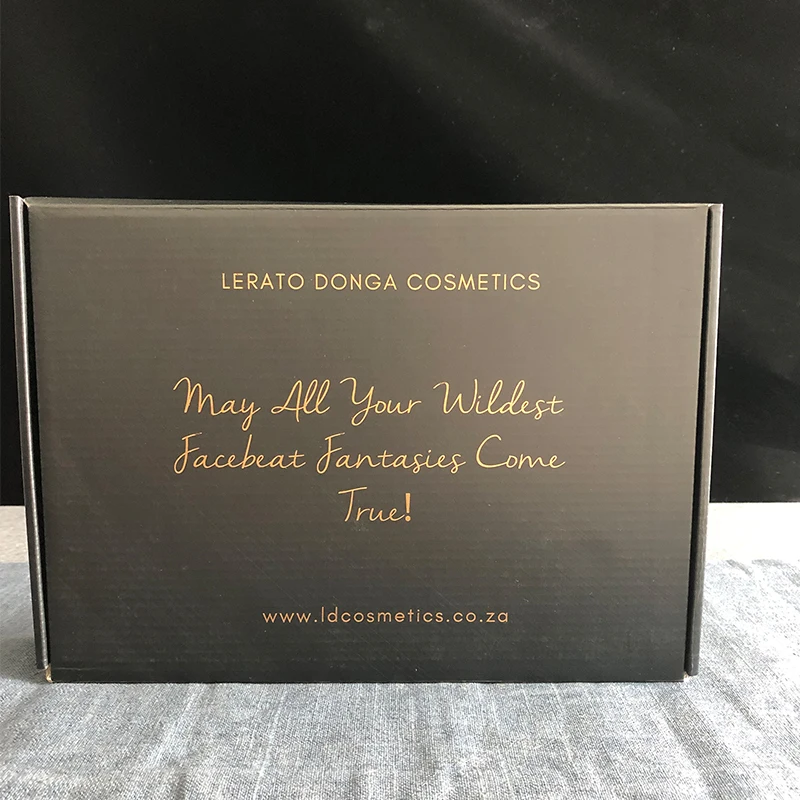 LERATO DONGA COSMETICS
May All Your Wildest
Facebeat Fantasies Come
True!
www.ldcosmetics.co.za